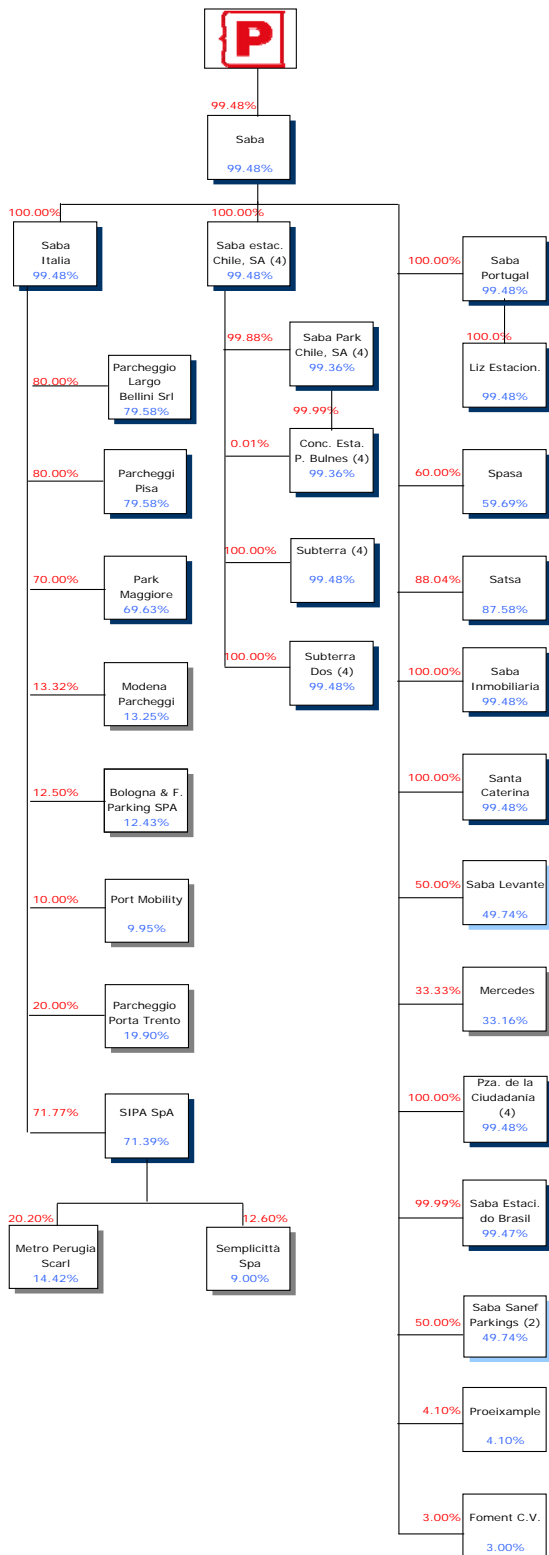 P
99.48%
Saba
99.48%
100.00%
Saba
Italia
99.48%
80.00%
Parcheggio
Largo
Bellini Srl
79.58%
80.00%
Parcheggi
Pisa
79.58%
70.00%
Park
Maggiore
69.63%
13.32%
Modena
Parcheggi
13.25%
12.50%
Bologna & F.
Parking SPA
12.43%
10.00%
Port Mobility
9.95%
20.00%
Parcheggio
Porta Trento
19.90%
71.77%
SIPA SpA
71.39%
20.20%
Metro Perugia
Scarl
14.42%
12.60%
Semplicittà
Spa
9.00%
100.00%
Saba estac.
Chile, SA (4)
99.48%
99.88%
Saba Park
Chile, SA (4)
99.36%
99.99%
0.01%
Conc. Esta.
P. Bulnes (4)
99.36%
100.00%
Subterra (4)
99.48%
100.00%
Subterra
Dos (4)
99.48%
100.00%
Saba
Portugal
99.48%
100.0%
Liz Estacion.
99.48%
60.00%
Spasa
59.69%
88.04%
Satsa
87.58%
100.00%
Saba
Inmobiliaria
99.48%
100.00%
Santa
Caterina
99.48%
50.00%
Saba Levante
49.74%
33.33%
Mercedes
33.16%
100.00%
Pza. de la
Ciudadanía
(4)
99.48%
99.99%
Saba Estaci.
do Brasil
99.47%
50.00%
Saba Sanef
Parkings (2)
49.74%
4.10%
Proeixample
4.10%
3.00%
Foment C.V.
3.00%